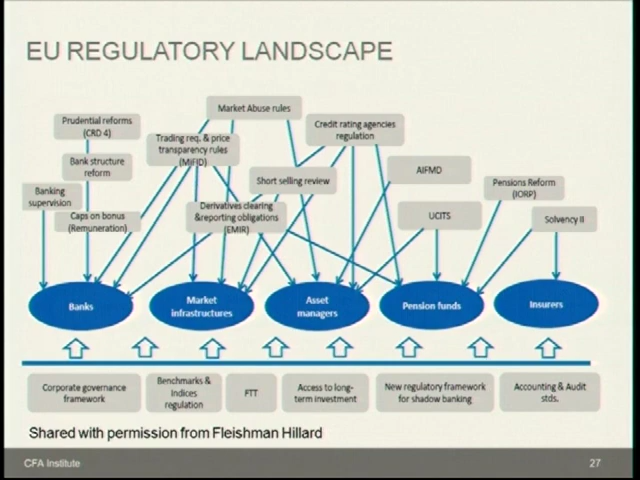 EU REGULATORY LANDSCAPE
Market Abuse rules
Prudential reforms
(CRD 4)
Credit rating agencies
regulation
Trading req. & price
transparency rules
(MiFID)
Bank structure
reform
AIFMD
Short selling review
Pensions Reform
(IORP)
Banking
supervision
Caps on bonus
(Remuneration)
Derivatives clearing
&reporting obligations
(EMIR)
UCITS
Solvency II
Banks
Market
infrastructures
Asset
managers
Pension funds
Insurers
Corporate governance
framework
Benchmarks &
Indices
regulation
FTT
Access to long-
term investment
New regulatory framework
for shadow banking
Accounting & Audit
stds.
Shared with permission from Fleishman Hillard
CFA Institute
27